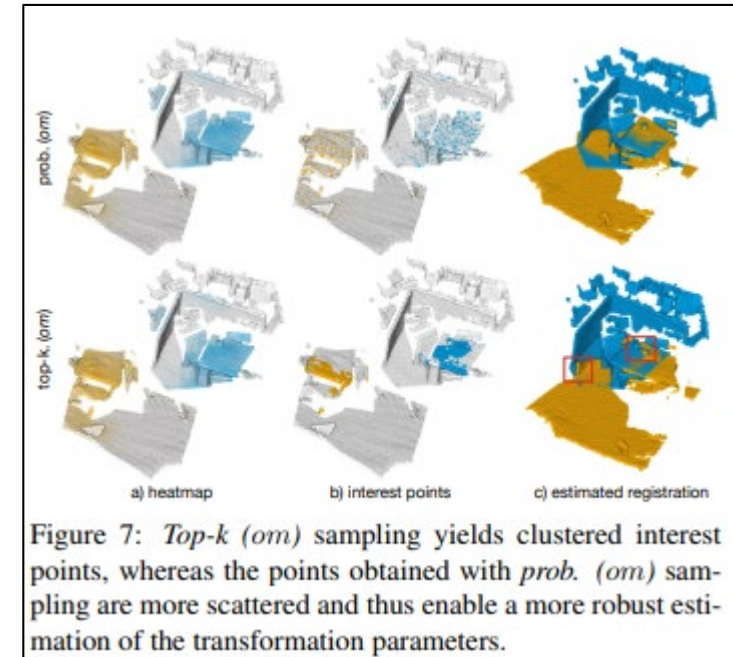 prob. (om)
top-k. (om)
a) heatmap
b) interest points
c) estimated registration
Figure 7: Top-k (om) sampling yields clustered interest
points, whereas the points obtained with prob. (om) sam-
pling are more scattered and thus enable a more robust esti-
mation of the transformation parameters.